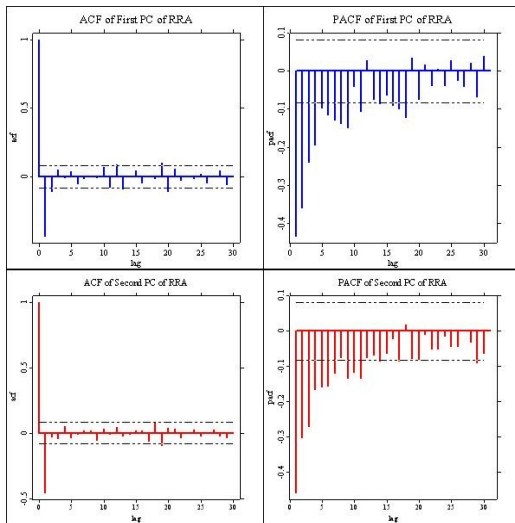 ACF of First PC of RRA
1
0.5
0
acf
0 5 10 15 20 25 30
lag
PACF of First PC of RRA
0.1
0
-0.1
-0.2
-0.3
-0.4
pacf
0 5 10 15 20 25 30
lag
ACF of Second PC of RRA
1
0.5
0
-0.5
acf
0 5 10 15 20 25 30
lag
PACF of Second PC of RRA
0.1
0
-0.1
-0.2
-0.3
-0.4
pacf
0 5 10 15 20 25 30
lag